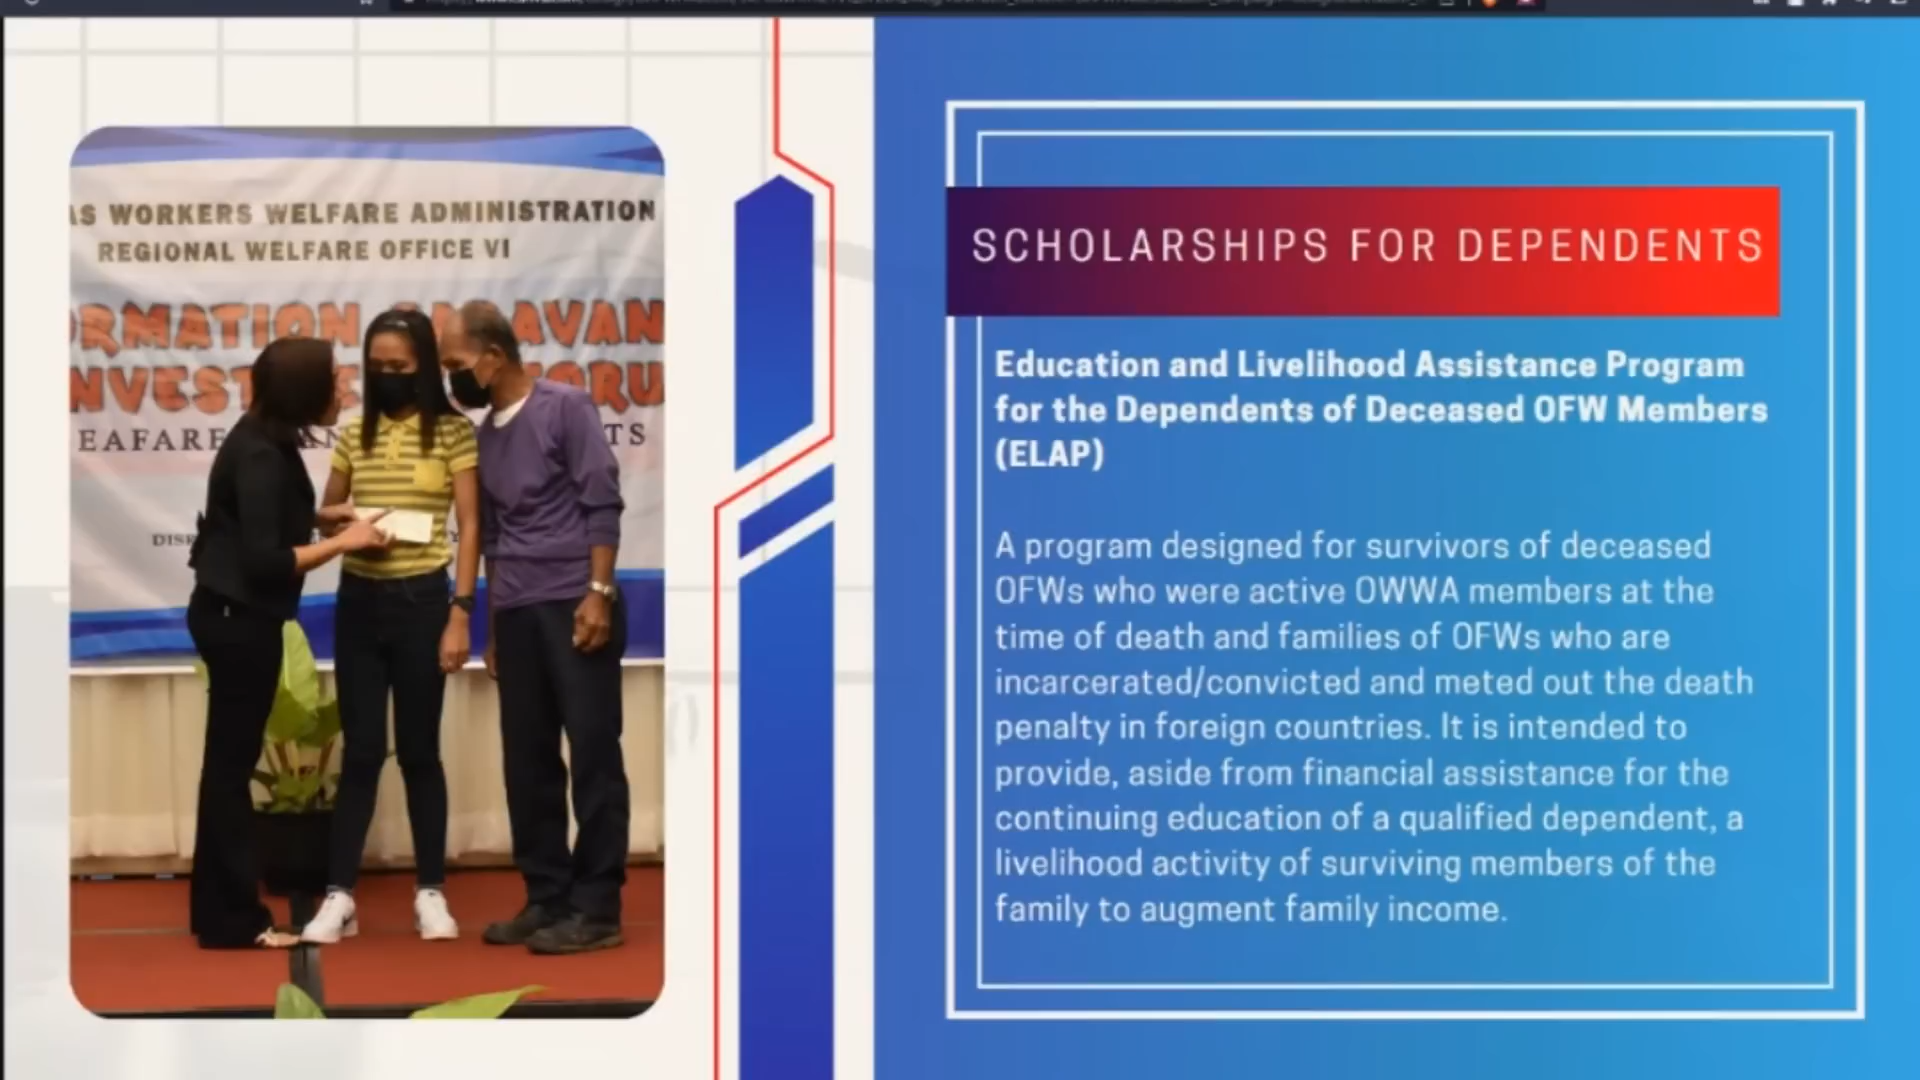 AS WORKERS WELFARE ADMINISTRATION
REGIONAL WELFARE OFFICE VI
SCHOLARSHIPS FOR DEPENDENTS
Education and Livelihood Assistance Program
for the Dependents of Deceased OFW Members
(ELAP)
A program designed for survivors of deceased
OFWs who were active OWWA members at the
time of death and families of OFWs who are
incarcerated/convicted and meted out the death
penalty in foreign countries. It is intended to
provide, aside from financial assistance for the
continuing education of a qualified dependent, a
livelihood activity of surviving members of the
family to augment family income.